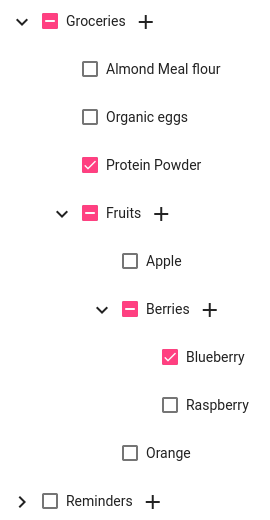 Groceries
Almond Meal flour
Organic eggs
Protein Powder
Fruits
Apple
Berries
Blueberry
Raspberry
Orange
Reminders